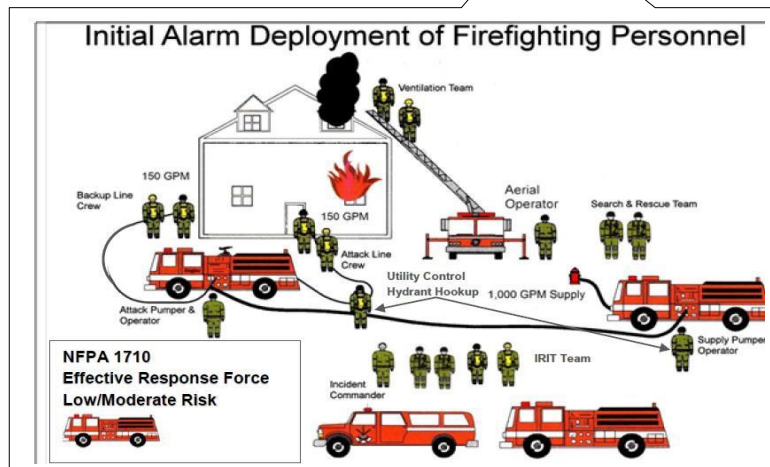 Initial Alarm Deployment of Firefighting Personnel
Ventilation Team
150 GPM
Backup Line
Crew
150 GPM
Aerial
Operator
Search & Rescue Team
Attack Line
Crew
Utility Control
Hydrant Hookup
1,000 GPM Supply
Attack Pumper &
Operator
Supply Pumper
Operator
NFPA 1710
Effective Response Force
Low/Moderate Risk
IRIT Team
Incident
Commander